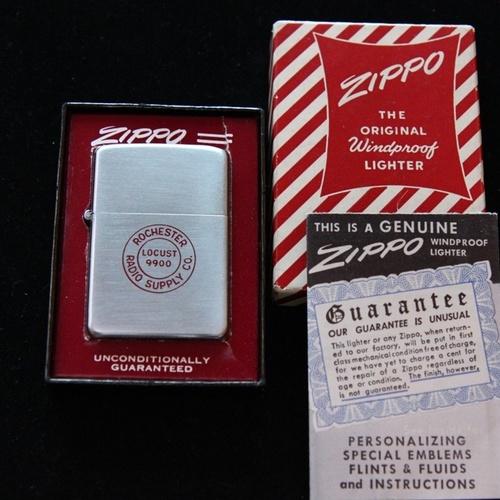 ZIPPO
ROCHESTER
LOCUST
9900
RADIO SUPPLY CO.
UNCONDITIONALLY
GUARANTEED
ZIPPO
THE
ORIGINAL
Windproof
LIGHTER
THIS IS A GENUINE
ZIPPO WINDPROOF
LIGHTER
Guarantee
OUR GUARANTEE IS UNUSUAL
This lighter or any Zippo, when return-
ed to our factory, will be put in first
class mechanical condition free of charge,
for we have yet to charge a cent for
the repair of a Zippo regardless of
age or condition. The finish, however,
is not guaranteed.
PERSONALIZING
SPECIAL EMBLEMS
FLINTS & FLUIDS
and INSTRUCTIONS